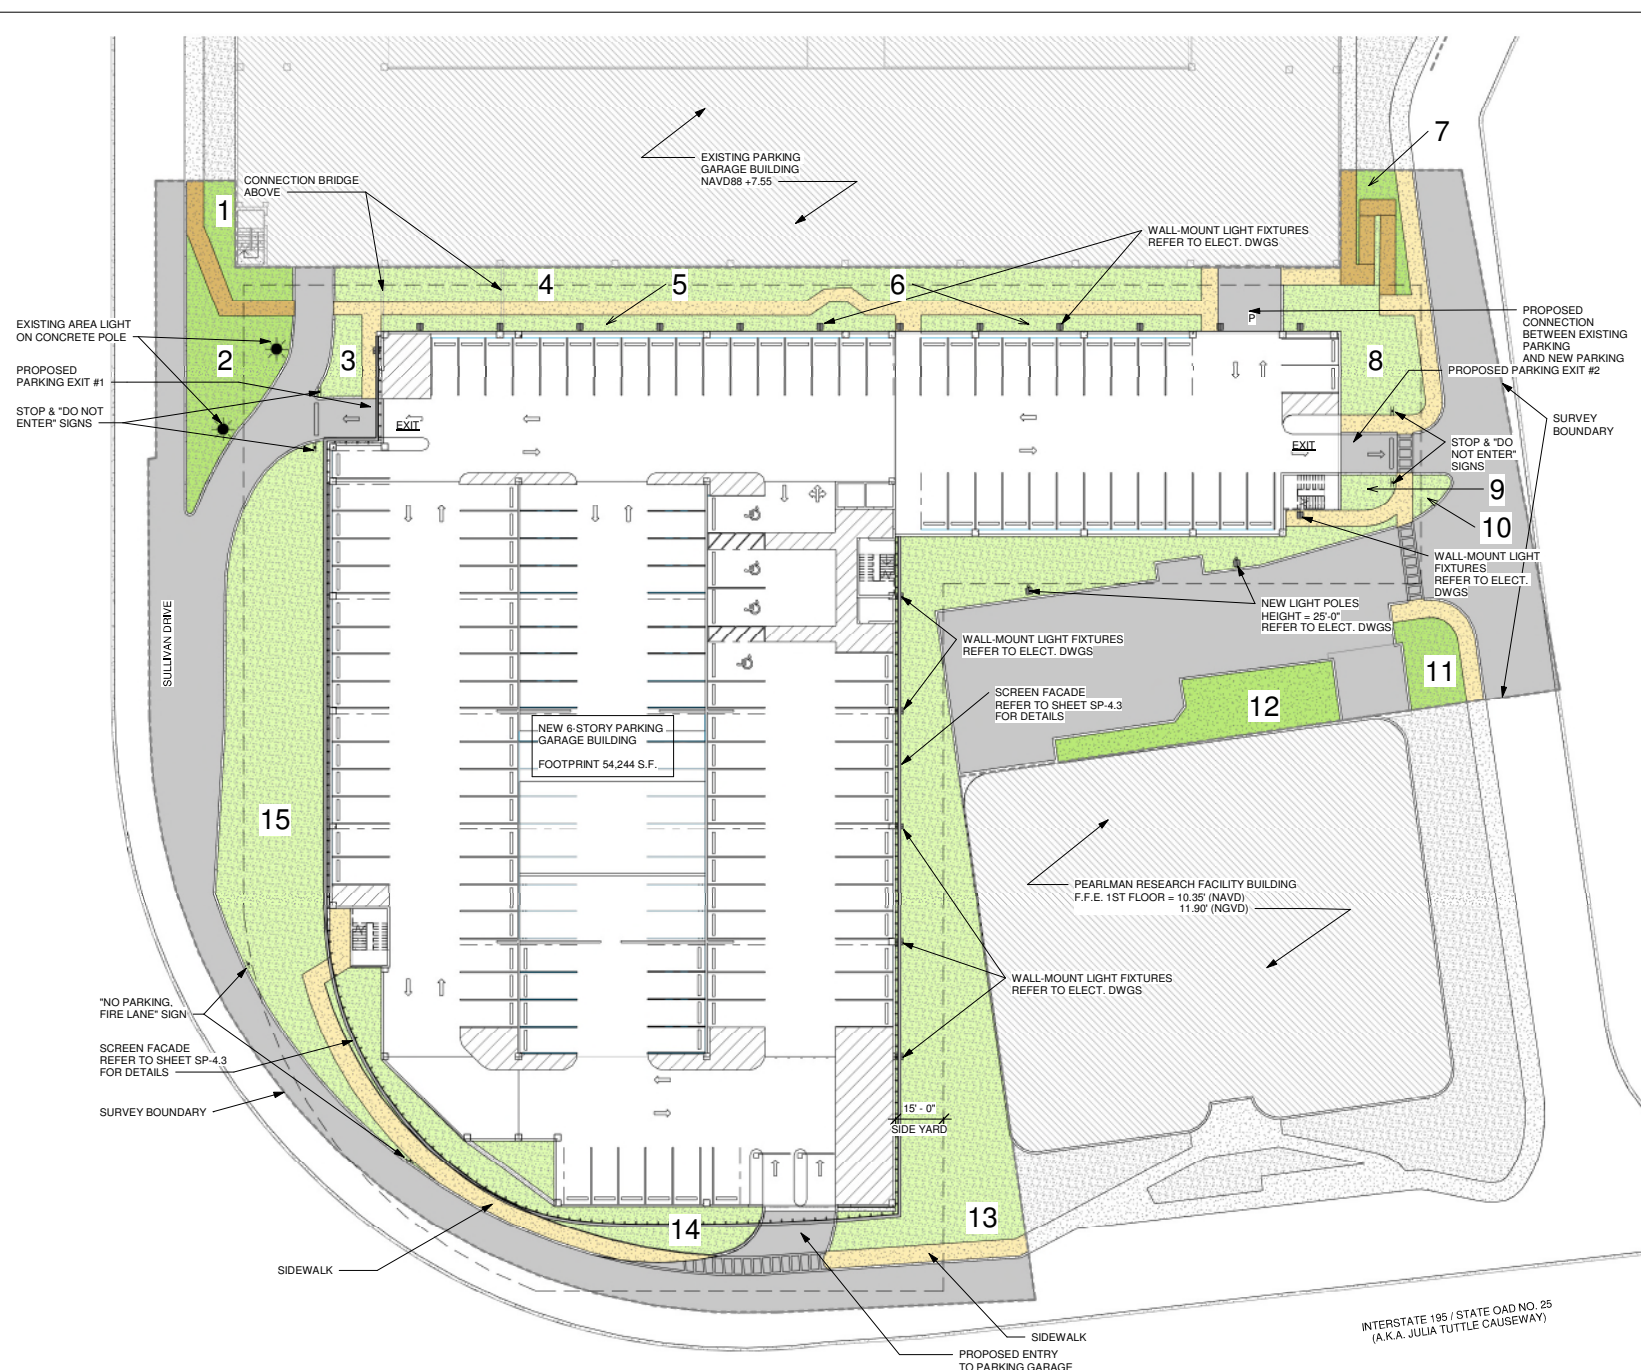 7
EXISTING PARKING
GARAGE BUILDING
NAVD88 +7.55
CONNECTION BRIDGE
ABOVE
1
WALL-MOUNT LIGHT FIXTURES
REFER TO ELECT. DWGS
4
5
6
P
EXISTING AREA LIGHT
ON CONCRETE POLE
PROPOSED
CONNECTION
BETWEEN EXISTING
PARKING
AND NEW PARKING
2
3
8
PROPOSED
PARKING EXIT #1
PROPOSED PARKING EXIT #2
STOP & "DO NOT
ENTER" SIGNS
SURVEY
BOUNDARY
EXIT
EXIT
STOP & "DO
NOT ENTER"
SIGNS
9
10
WALL-MOUNT LIGHT
FIXTURES
REFER TO ELECT.
DWGS
NEW LIGHT POLES
HEIGHT = 25'-0"
REFER TO ELECT. DWGS
SULLIVAN DRIVE
WALL-MOUNT LIGHT FIXTURES
REFER TO ELECT. DWGS
11
SCREEN FACADE
REFER TO SHEET SP-4.3
FOR DETAILS
12
NEW 6-STORY PARKING
GARAGE BUILDING
FOOTPRINT 54,244 S.F.
15
PEARLMAN RESEARCH FACILITY BUILDING
F.F.E. 1ST FLOOR = 10.35' (NAVD)
11.90' (NGVD)
WALL-MOUNT LIGHT FIXTURES
REFER TO ELECT. DWGS
"NO PARKING,
FIRE LANE" SIGN
SCREEN FACADE
REFER TO SHEET SP-4.3
FOR DETAILS
SURVEY BOUNDARY
15' - 0"
SIDE YARD
13
14
SIDEWALK
SIDEWALK
PROPOSED ENTRY
TO PARKING GARAGE
INTERSTATE 195 / STATE OAD NO. 25
(A.K.A. JULIA TUTTLE CAUSEWAY)